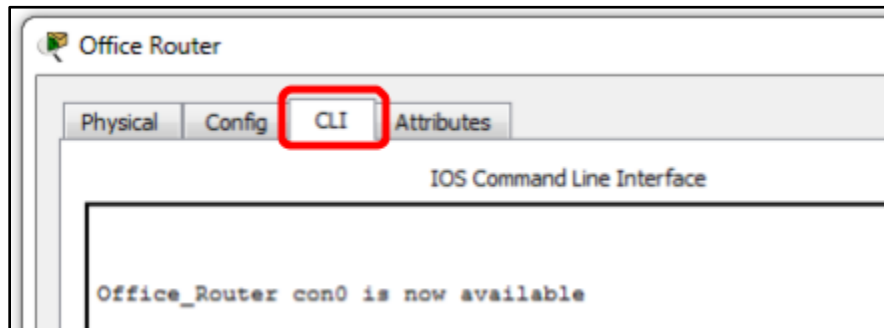 Office Router
Physical Config CLI Attributes
IOS Command Line Interface
Office_Router con0 is now available